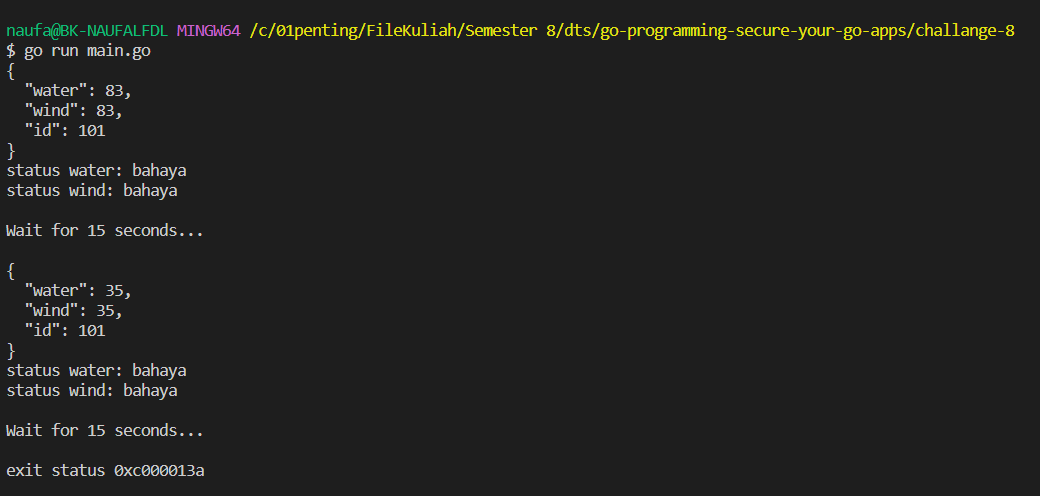 naufa@BK-NAUFALFDL MINGW64 /c/01penting/FileKuliah/Semester 8/dts/go-programming-secure-your-go-apps/challange-8
$ go run main.go
{
  "water": 83,
  "wind": 83,
  "id": 101
}
status water: bahaya
status wind: bahaya

Wait for 15 seconds...

{
  "water": 35,
  "wind": 35,
  "id": 101
}
status water: bahaya
status wind: bahaya

Wait for 15 seconds...

exit status 0xc000013a